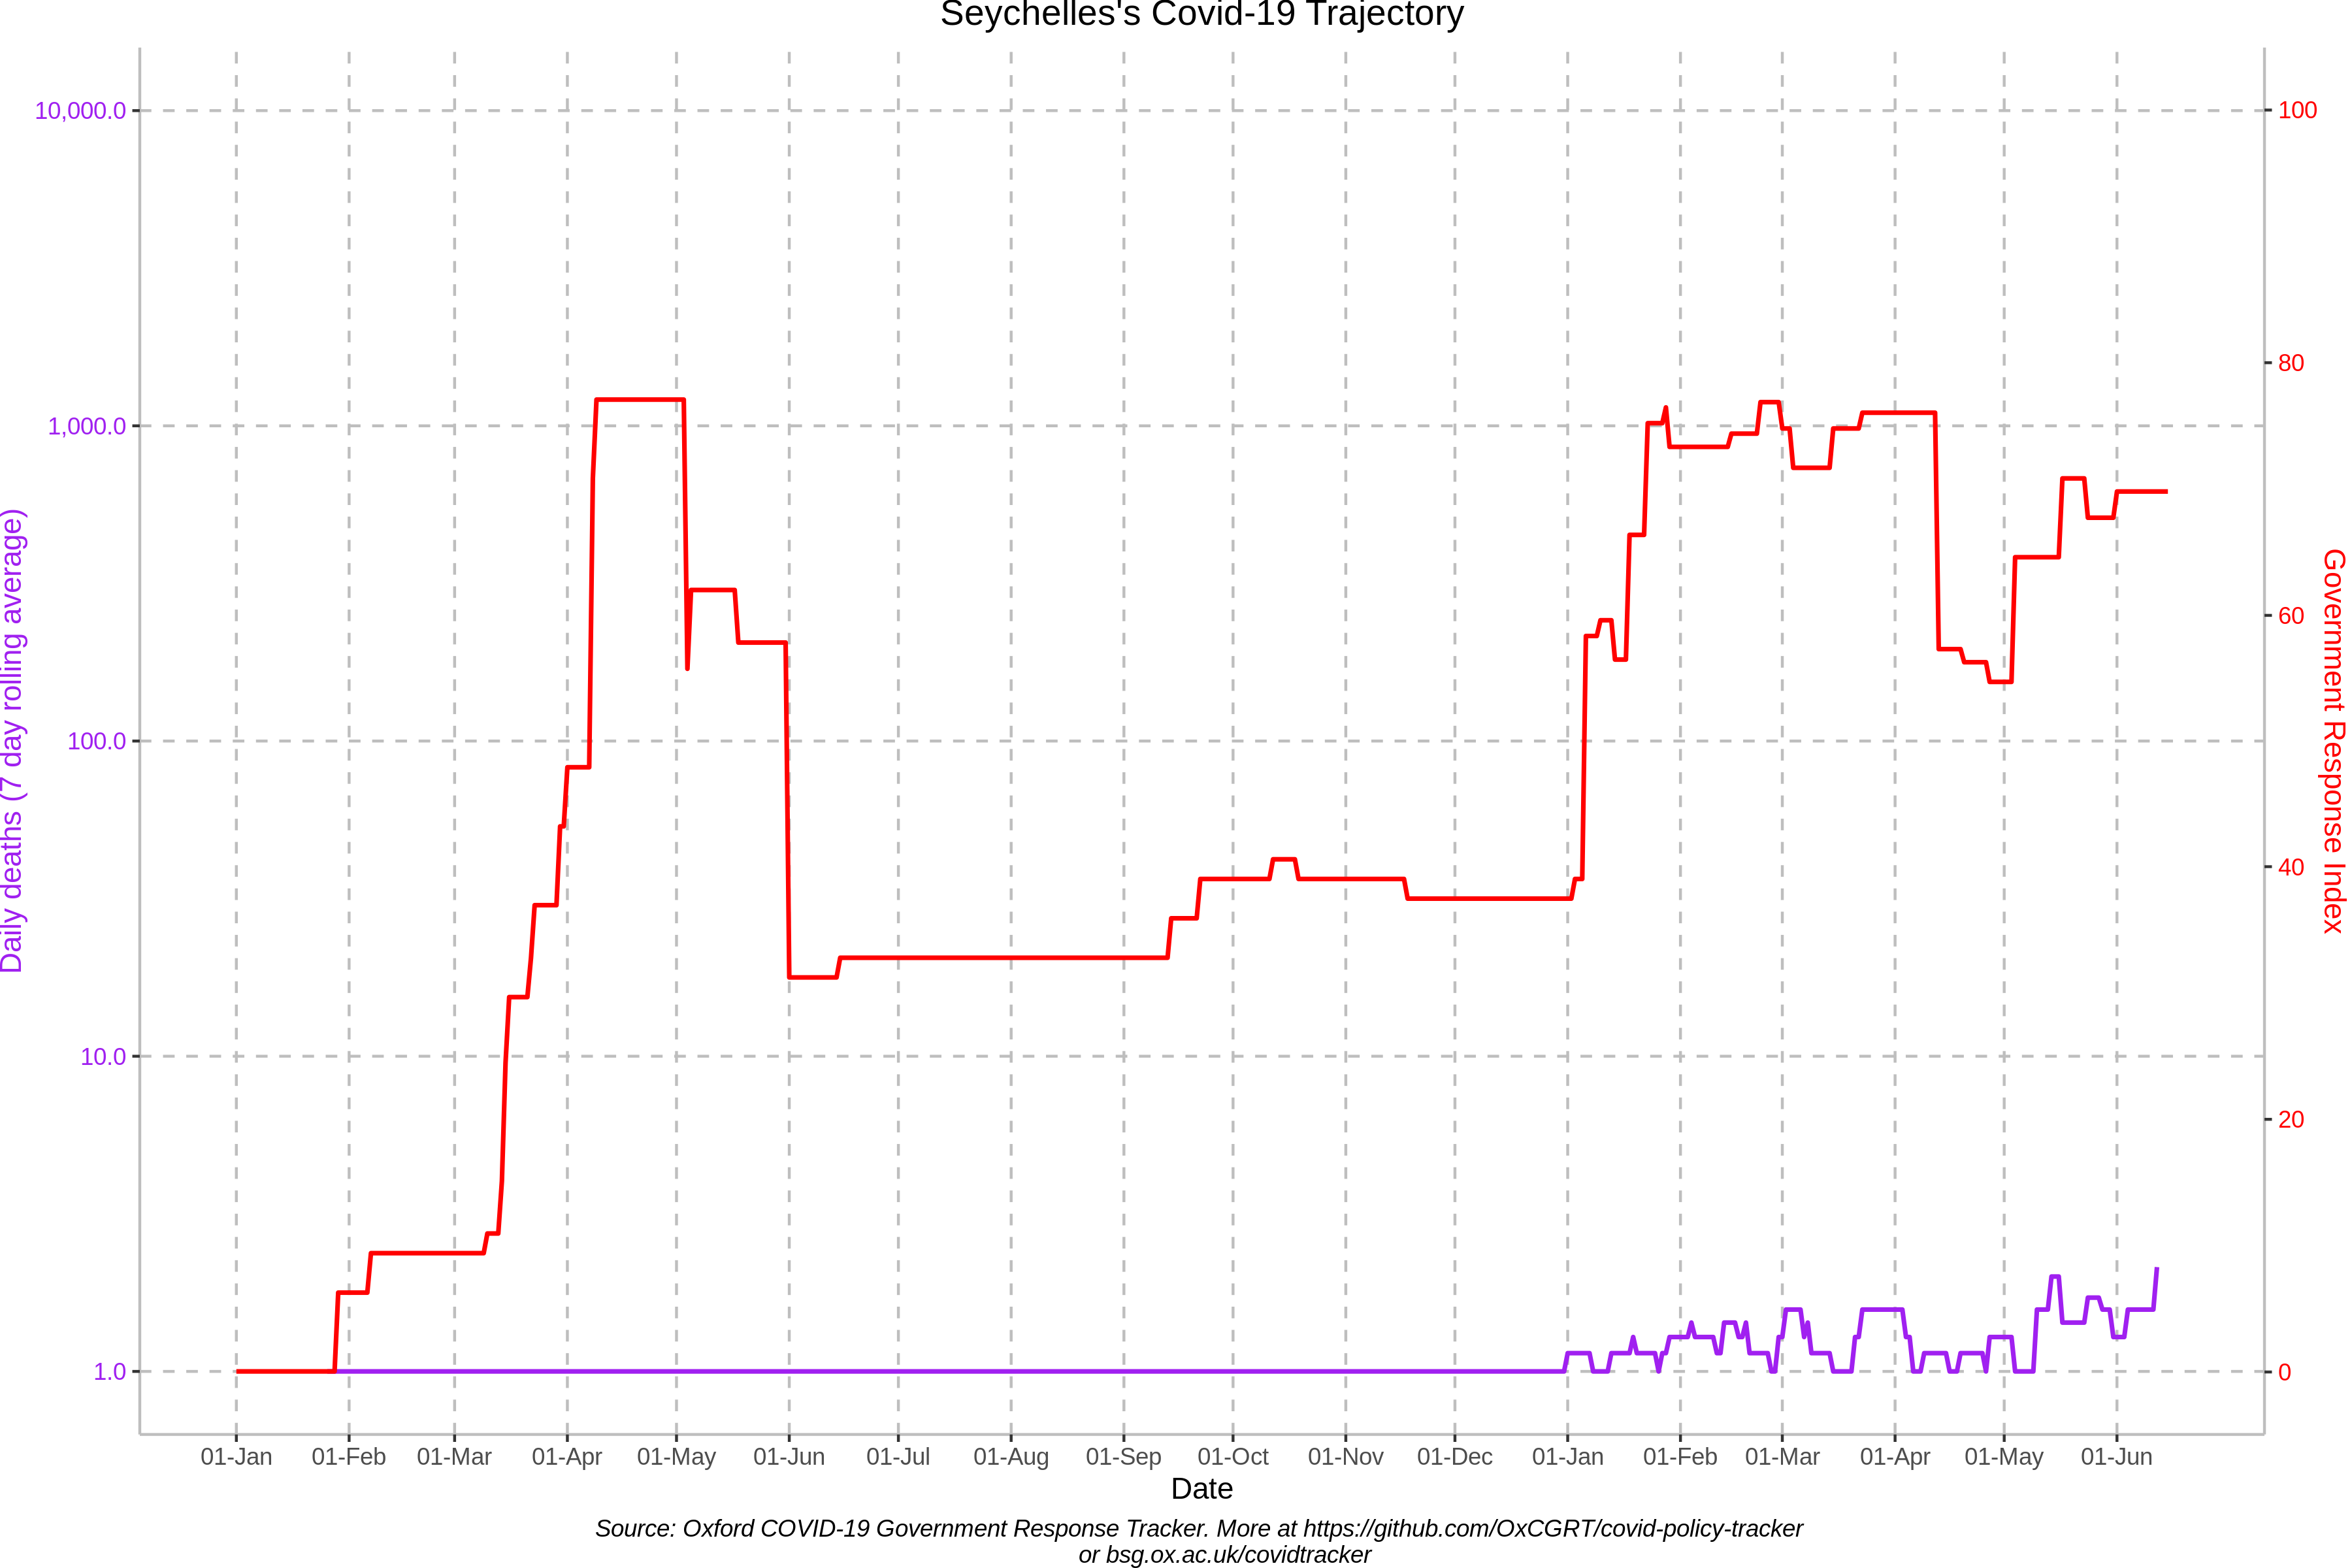 Seychelles's Covid-19 Trajectory
10,000.0
1,000.0
100.0
10.0
1.0
Daily deaths (7 day rolling average)
100
80
60
40
20
0
Government Response Index
01-Jan 01-Feb 01-Mar 01-Apr 01-May 01-Jun 01-Jul 01-Aug 01-Sep 01-Oct 01-Nov 01-Dec 01-Jan 01-Feb 01-Mar 01-Apr 01-May 01-Jun
Date
Source: Oxford COVID-19 Government Response Tracker. More at https://github.com/OxCGRT/covid-policy-tracker
or bsg.ox.ac.uk/covidtracker